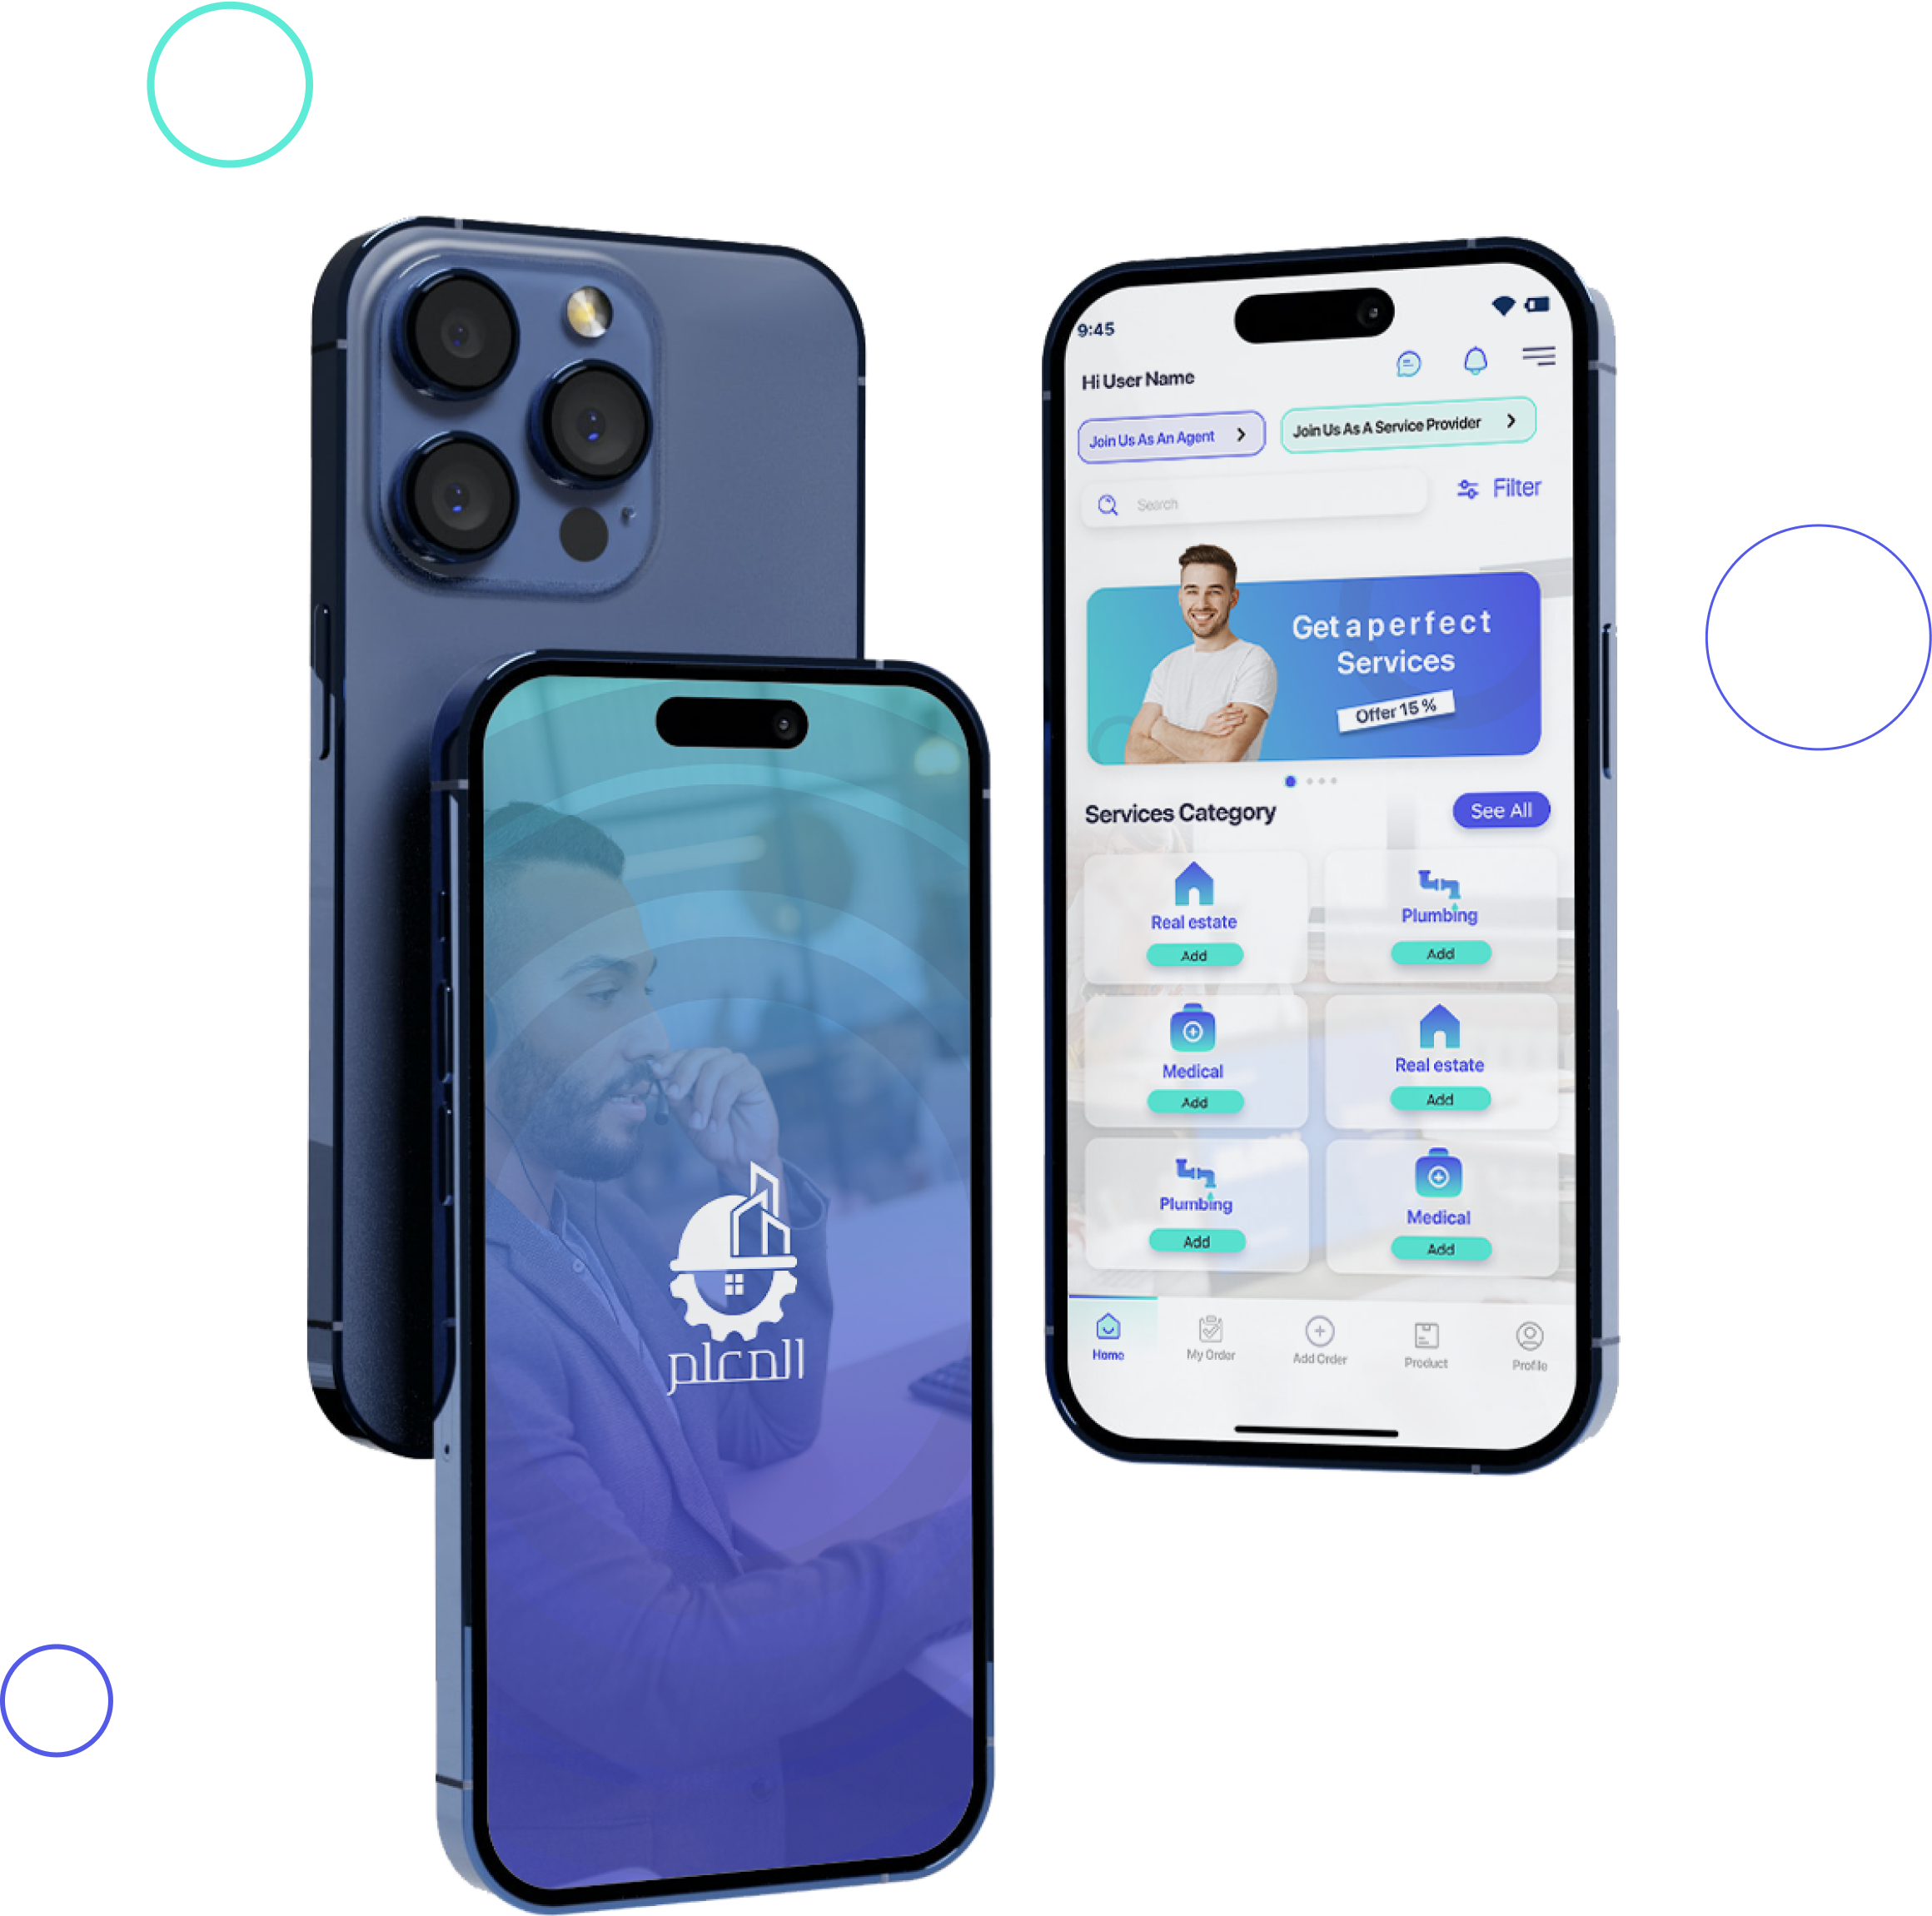 9:45
Hi User Name
Join Us As An Agent
Join Us As A Service Provider
Search
Filter
Get a perfect
Services
Offer 15 %
Services Category
See All
Real estate
Plumbing
Add
Add
Medical
Real estate
Add
Add
Plumbing
Medical
Add
Add
Home
My Order
Add Order
Product
Profile
المعلم